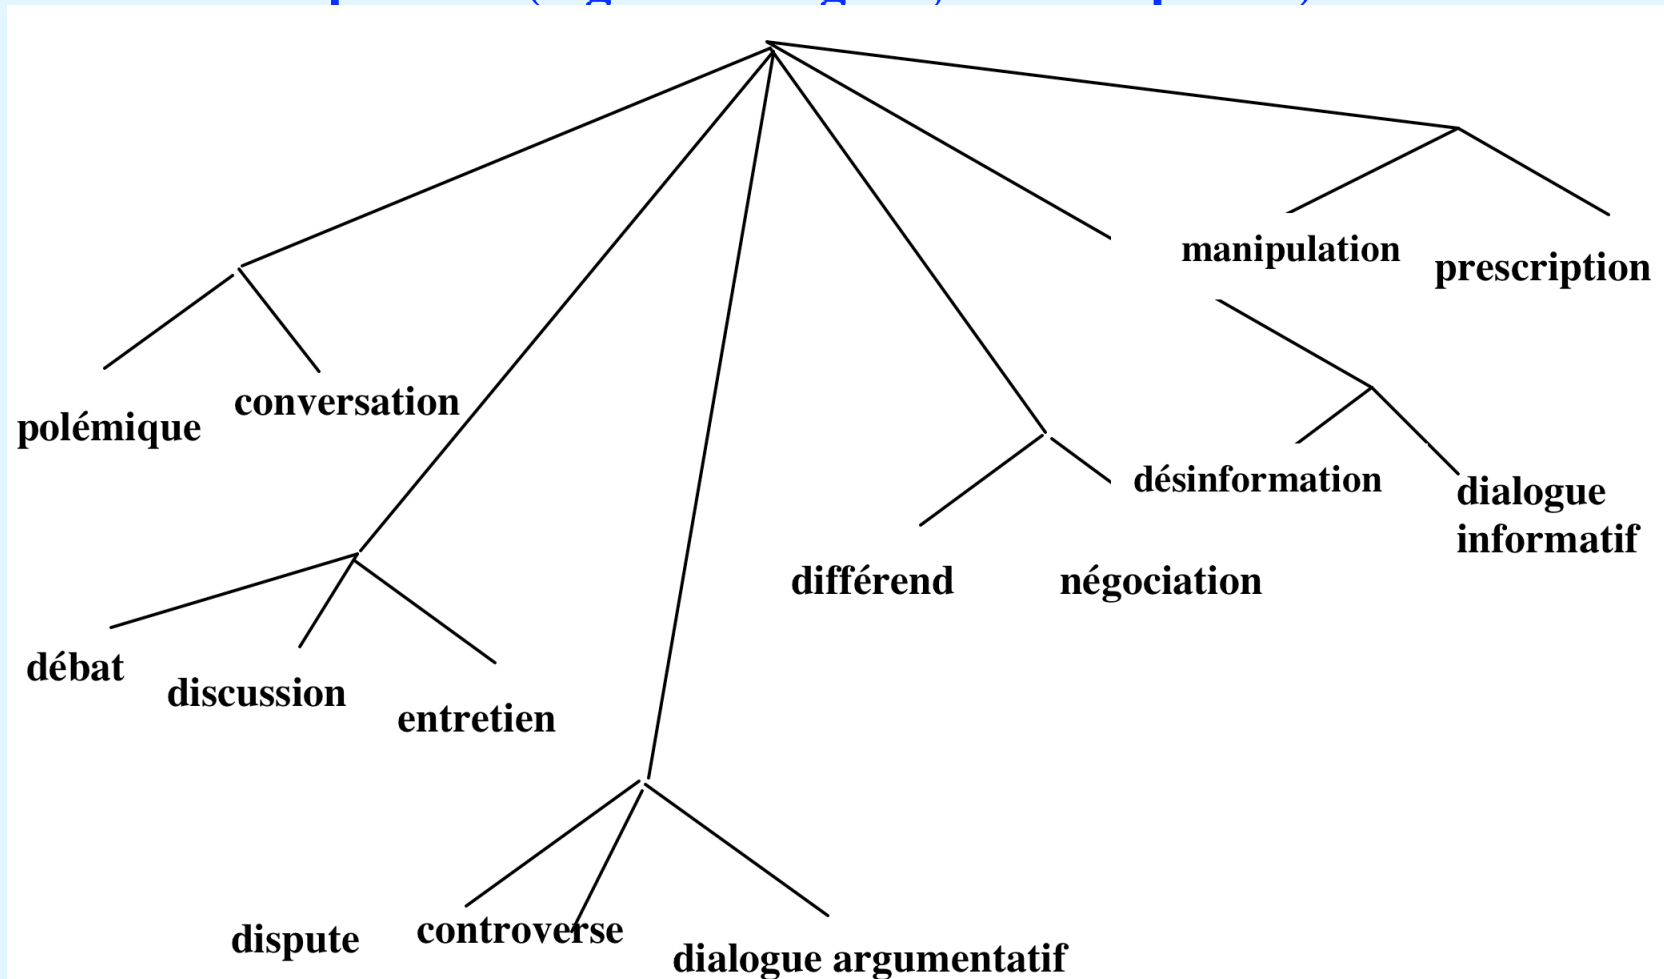 manipulation
prescription
conversation
polémique
désinformation
dialogue
informatif
différend
négociation
débat
discussion
entretien
dispute
controverse
dialogue argumentatif